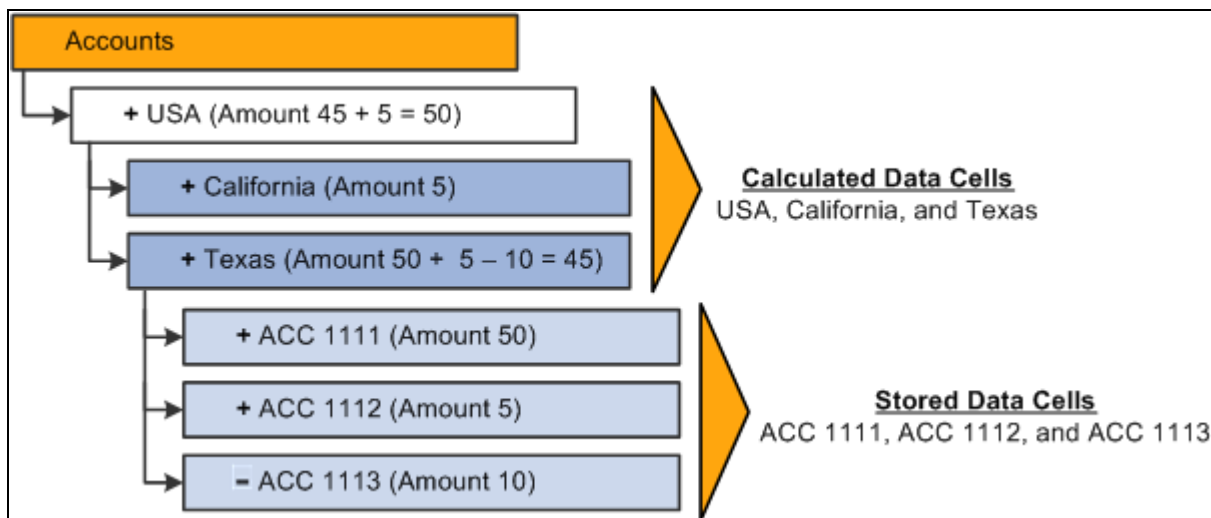 Accounts
+ USA (Amount 45 + 5 = 50)
+ California (Amount 5)
+ Texas (Amount 50 + 5 – 10 = 45)
Calculated Data Cells
USA, California, and Texas
+ ACC 1111 (Amount 50)
+ ACC 1112 (Amount 5)
- ACC 1113 (Amount 10)
Stored Data Cells
ACC 1111, ACC 1112, and ACC 1113